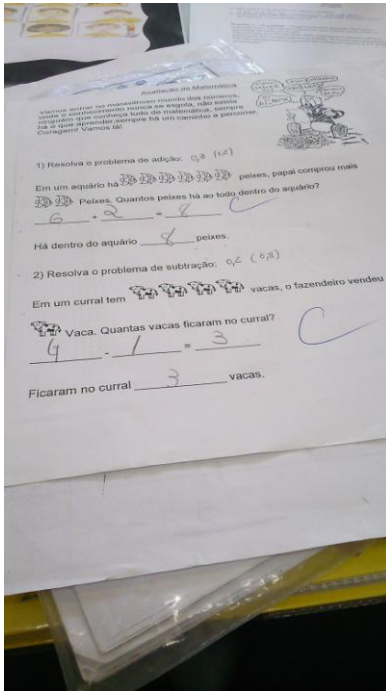 Avaliação de Matemática
Vamos entrar no maravilhoso mundo dos números,
onde o conhecimento nunca se esgota, não existe
ninguém que conheça tudo de matemática, sempre
há o que aprender, sempre há um caminho a percorrer.
Coragem! Vamos lá!
1) Resolva o problema de adição:
Em um aquário há peixes, papai comprou mais
Peixes. Quantos peixes há ao todo dentro do aquário?
6 + 2 = 8 C
Há dentro do aquário 8 peixes.
2) Resolva o problema de subtração: 0,2 (0,8)
Em um curral tem vacas, o fazendeiro vendeu
Vaca. Quantas vacas ficaram no curral?
4 - 1 = 3 C
Ficaram no curral 3 vacas.